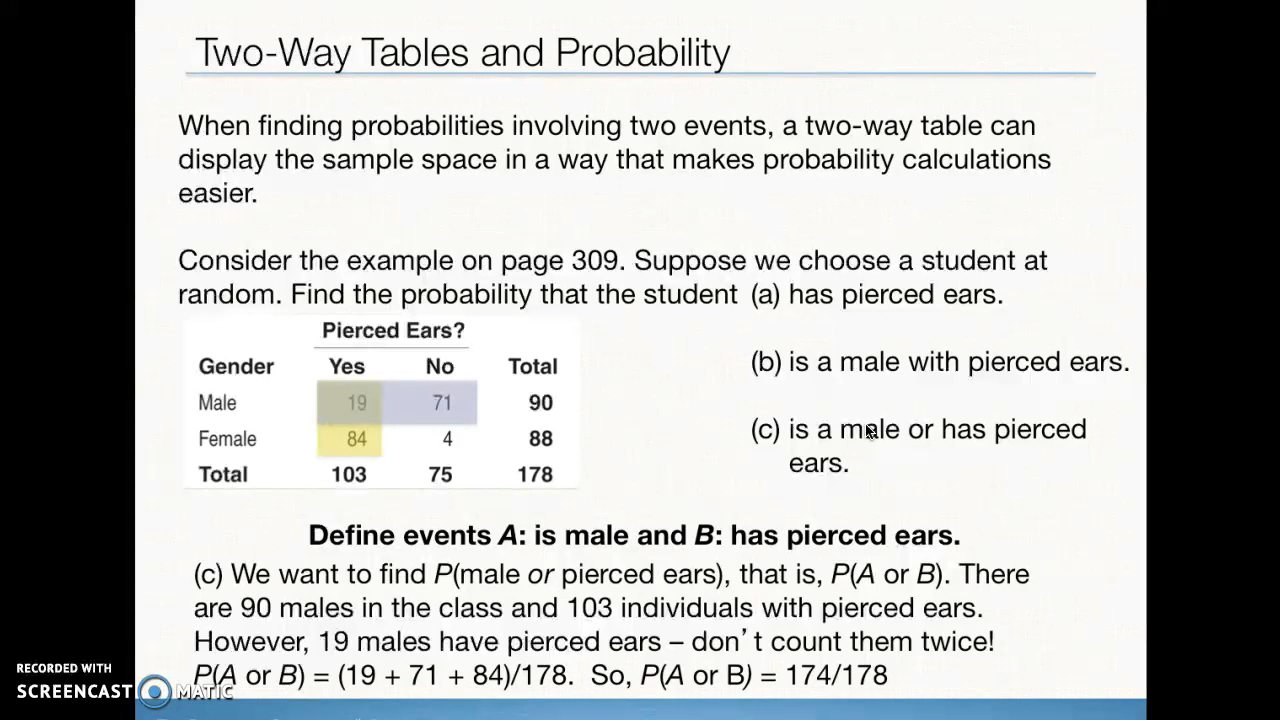 Two-Way Tables and Probability
When finding probabilities involving two events, a two-way table can
display the sample space in a way that makes probability calculations
easier.
Consider the example on page 309. Suppose we choose a student at
random. Find the probability that the student (a) has pierced ears.
(b) is a male with pierced ears.
(c) is a male or has pierced
ears.
Pierced Ears?
Gender Yes No Total
Male 19 71 90
Female 84 4 88
Total 103 75 178
Define events A: is male and B: has pierced ears.
(c) We want to find P(male or pierced ears), that is, P(A or B). There
are 90 males in the class and 103 individuals with pierced ears.
However, 19 males have pierced ears – don’t count them twice!
P(A or B) = (19 + 71 + 84)/178. So, P(A or B) = 174/178
RECORDED WITH
SCREENCAST MATIC